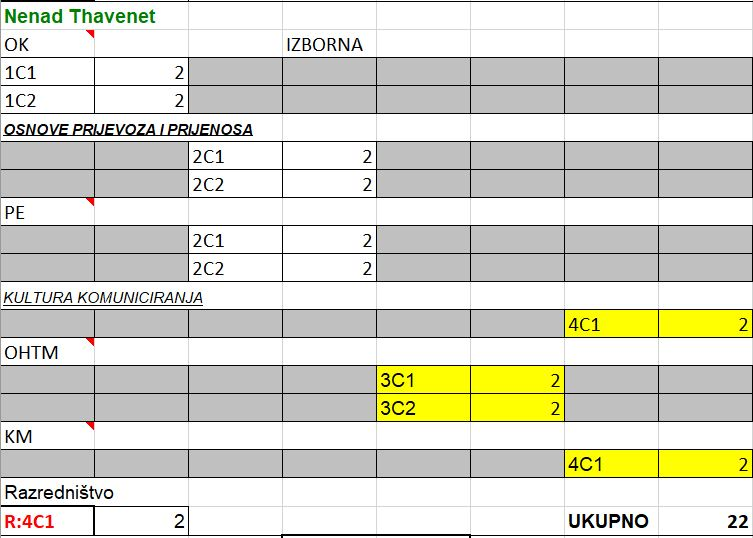 Nenad Thavenet
OK IZBORNA
1C1 2
1C2 2
OSNOVE PRIJEVOZA I PRIJENOSA
2C1 2
2C2 2
PE
2C1 2
2C2 2
KULTURA KOMUNICIRANJA
4C1 2
OHTM
3C1 2
3C2 2
KM
4C1 2
Razredništvo
R:4C1 2 UKUPNO 22